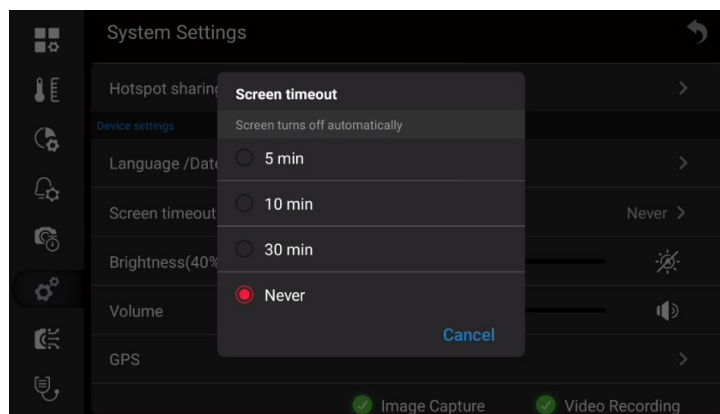 System Settings
Hotspot sharing
Screen timeout
Device settings
Screen turns off automatically
Language /Date
5 min
Screen timeout
10 min
Never
Brightness(40%
30 min
Volume
Never
Cancel
GPS
Image Capture
Video Recording